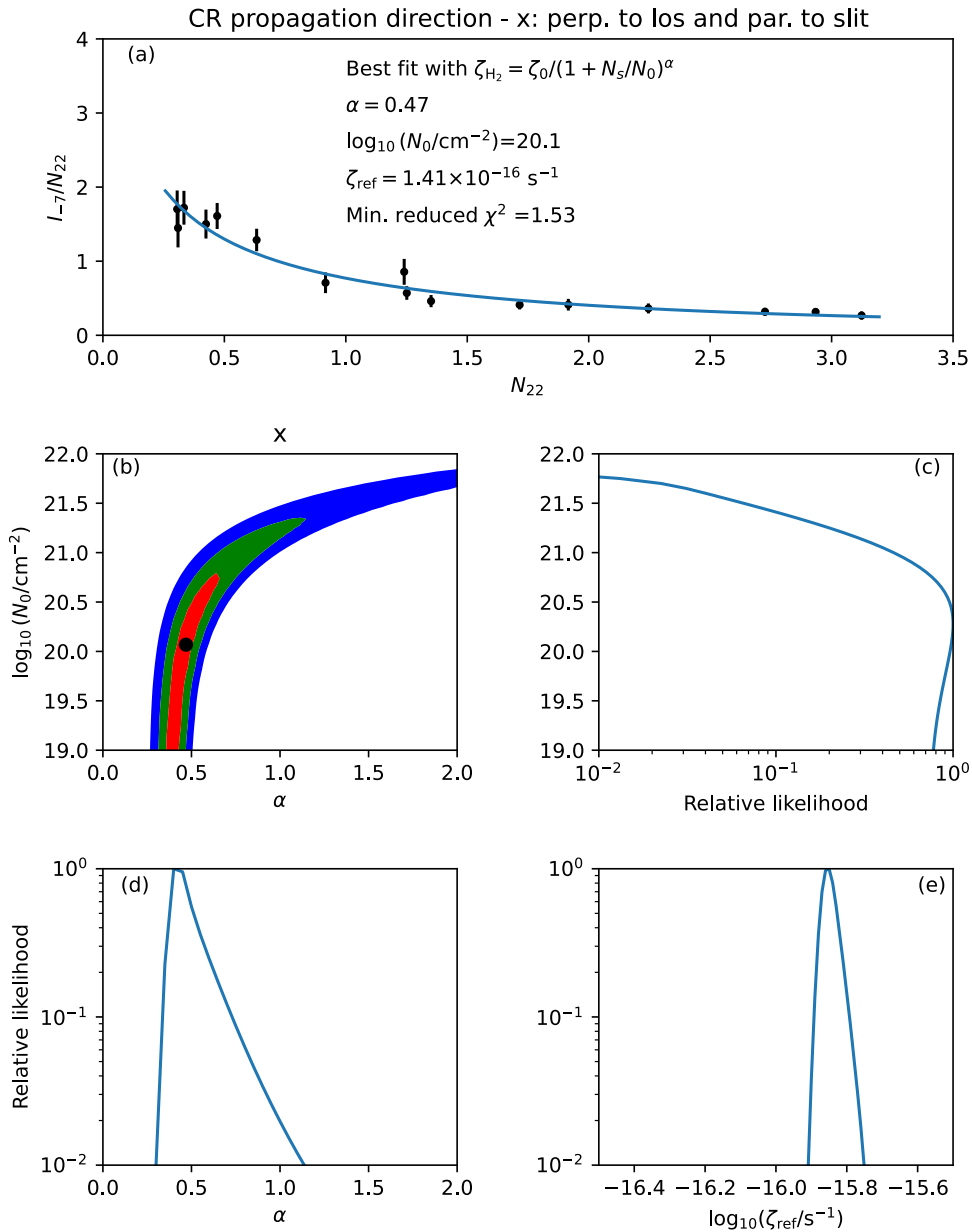 CR propagation direction - x: perp. to los and par. to slit
(a)
Best fit with ζ_H₂ = ζ₀/(1 + N_s/N₀)^α
α = 0.47
log₁₀ (N₀/cm⁻²)=20.1
ζ_ref = 1.41×10⁻¹⁶ s⁻¹
Min. reduced χ² =1.53
I₋₇/N₂₂
4
3
2
1
0
0.0 0.5 1.0 1.5 2.0 2.5 3.0 3.5
N₂₂
x
(b)
log₁₀ (N₀/cm⁻²)
22.0
21.5
21.0
20.5
20.0
19.5
19.0
0.0 0.5 1.0 1.5 2.0
α
(c)
22.0
21.5
21.0
20.5
20.0
19.5
19.0
10⁻² 10⁻¹ 10⁰
Relative likelihood
(d)
Relative likelihood
10⁰
10⁻¹
10⁻²
0.0 0.5 1.0 1.5 2.0
α
(e)
10⁰
10⁻¹
10⁻²
−16.4 −16.2 −16.0 −15.8 −15.6
log₁₀(ζ_ref/s⁻¹)